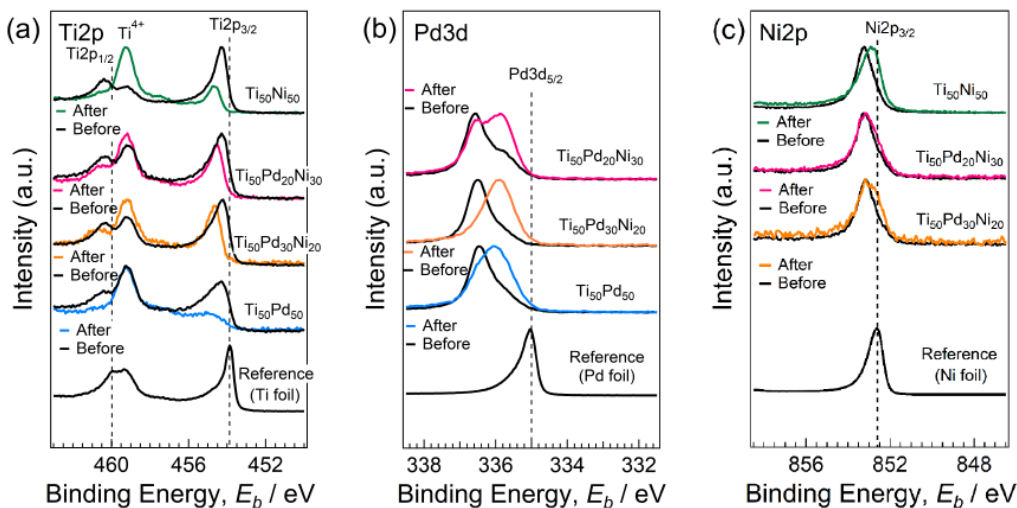 (a)
Ti2p
Ti2p₁/₂
Ti⁴⁺
Ti2p₃/₂
Ti₅₀Ni₅₀
After
Before
Ti₅₀Pd₂₀Ni₃₀
After
Before
Ti₅₀Pd₃₀Ni₂₀
After
Before
Ti₅₀Pd₅₀
After
Before
Reference
(Ti foil)
Intensity (a.u.)
460 456 452
Binding Energy, E_b / eV
(b)
Pd3d
Pd3d₅/₂
After
Before
Ti₅₀Pd₂₀Ni₃₀
After
Before
Ti₅₀Pd₃₀Ni₂₀
After
Before
Ti₅₀Pd₅₀
Reference
(Pd foil)
Intensity (a.u.)
338 336 334 332
Binding Energy, E_b / eV
(c)
Ni2p
Ni2p₃/₂
Ti₅₀Ni₅₀
After
Before
Ti₅₀Pd₂₀Ni₃₀
After
Before
Ti₅₀Pd₃₀Ni₂₀
After
Before
Reference
(Ni foil)
Intensity (a.u.)
856 852 848
Binding Energy, E_b / eV